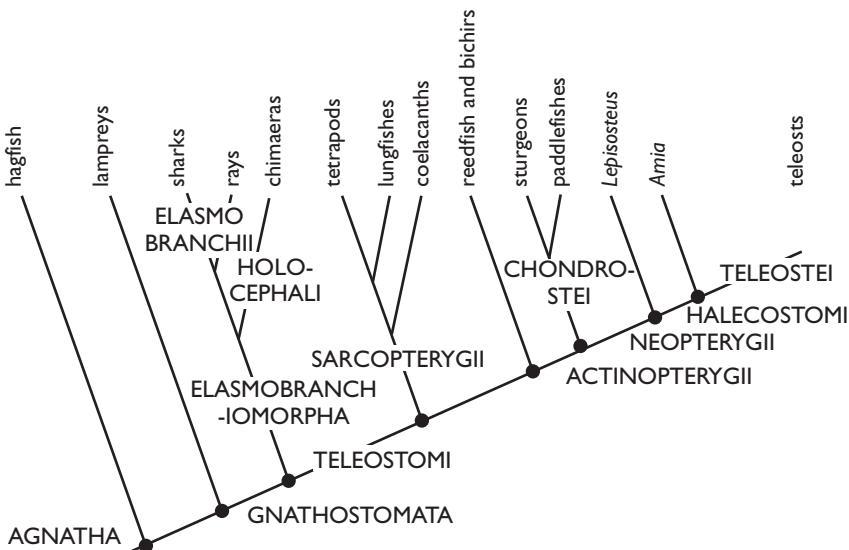 hagfish
lampreys
sharks
rays
chimaeras
tetrapods
lungfishes
coelacanths
reedfish and bichirs
sturgeons
paddlefishes
Lepisosteus
Amia
teleosts
ELASMO
BRANCHII
HOLO-
CEPHALI
CHONDRO-
STEI
TELEOSTEI
HALECOSTOMI
NEOPTERYGII
SARCOPTERYGII
ACTINOPTERYGII
ELASMOBRANCH
-IOMORPHA
TELEOSTOMI
GNATHOSTOMATA
AGNATHA